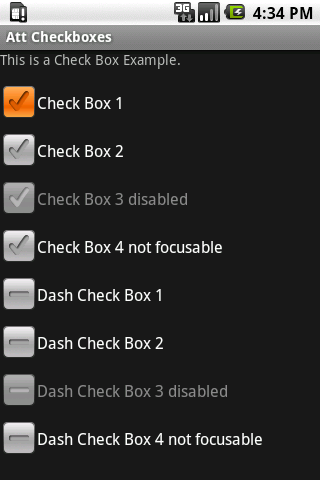 3G 4:34 PM
Att Checkboxes
This is a Check Box Example.
Check Box 1
Check Box 2
Check Box 3 disabled
Check Box 4 not focusable
Dash Check Box 1
Dash Check Box 2
Dash Check Box 3 disabled
Dash Check Box 4 not focusable